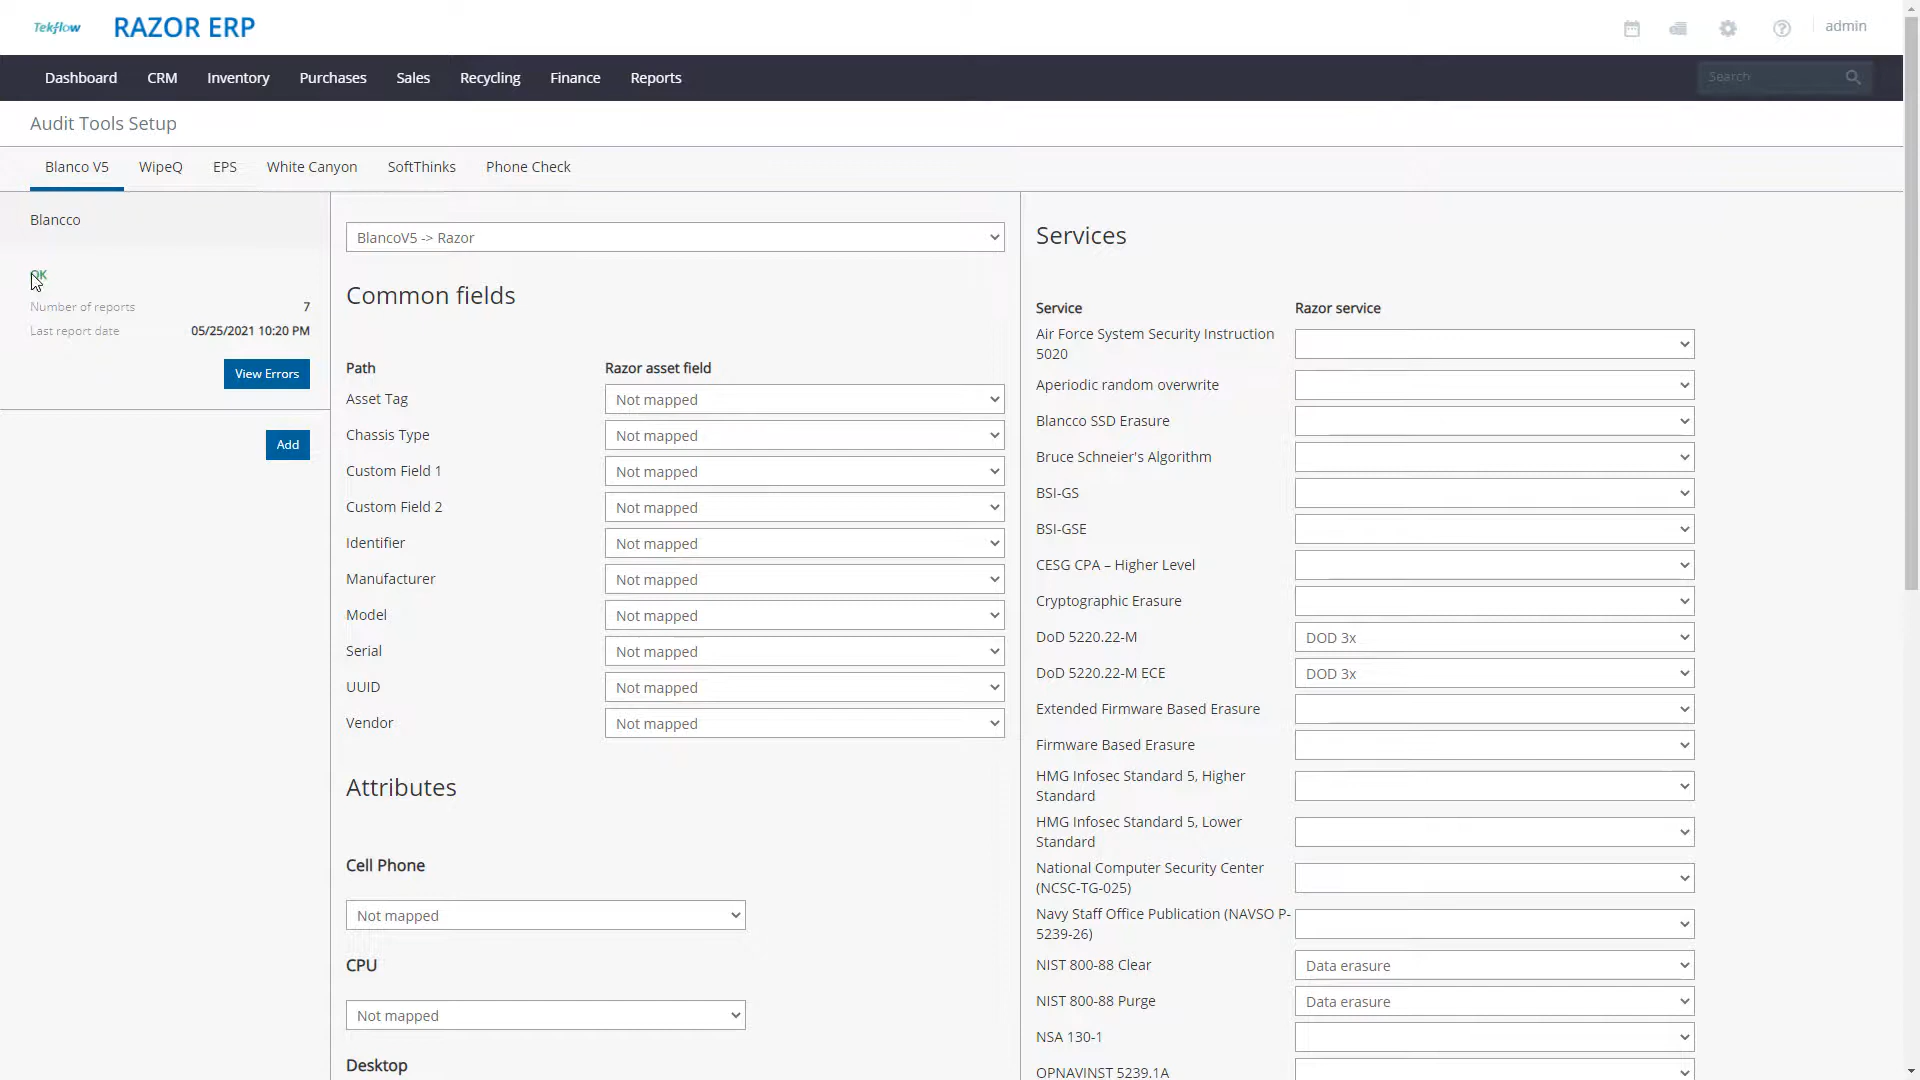 Tekflow
RAZOR ERP
admin
Dashboard
CRM
Inventory
Purchases
Sales
Recycling
Finance
Reports
Search
Audit Tools Setup
Blanco V5
WipeQ
EPS
White Canyon
SoftThinks
Phone Check
Blancco
OK
Number of reports 7
Last report date 05/25/2021 10:20 PM
View Errors
Add
BlancoV5 -> Razor
Common fields
Path Razor asset field
Asset Tag Not mapped
Chassis Type Not mapped
Custom Field 1 Not mapped
Custom Field 2 Not mapped
Identifier Not mapped
Manufacturer Not mapped
Model Not mapped
Serial Not mapped
UUID Not mapped
Vendor Not mapped
Attributes
Cell Phone
Not mapped
CPU
Not mapped
Desktop
Services
Service Razor service
Air Force System Security Instruction
5020
Aperiodic random overwrite
Blancco SSD Erasure
Bruce Schneier's Algorithm
BSI-GS
BSI-GSE
CESG CPA – Higher Level
Cryptographic Erasure
DoD 5220.22-M DOD 3x
DoD 5220.22-M ECE DOD 3x
Extended Firmware Based Erasure
Firmware Based Erasure
HMG Infosec Standard 5, Higher
Standard
HMG Infosec Standard 5, Lower
Standard
National Computer Security Center
(NCSC-TG-025)
Navy Staff Office Publication (NAVSO P-
5239-26)
NIST 800-88 Clear Data erasure
NIST 800-88 Purge Data erasure
NSA 130-1
OPNAVINST 5239.1A